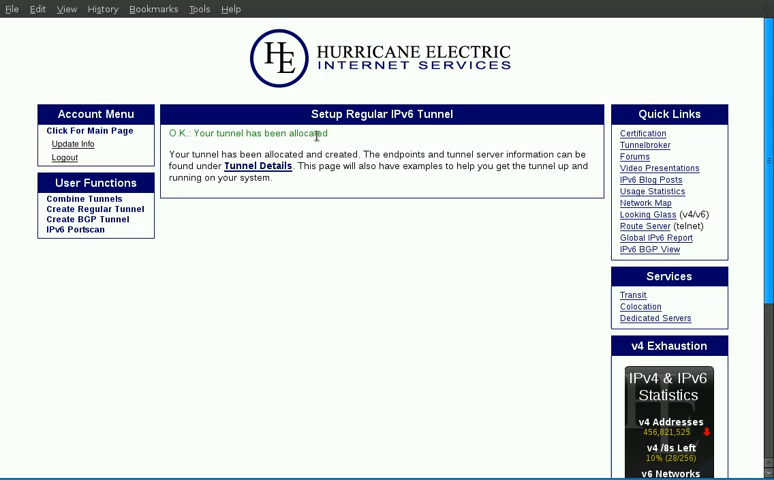 File Edit View History Bookmarks Tools Help
HE HURRICANE ELECTRIC
INTERNET SERVICES
Account Menu
Click For Main Page
Update Info
Logout
User Functions
Combine Tunnels
Create Regular Tunnel
Create BGP Tunnel
IPv6 Portscan
Setup Regular IPv6 Tunnel
O.K.: Your tunnel has been allocated
Your tunnel has been allocated and created. The endpoints and tunnel server information can be
found under Tunnel Details. This page will also have examples to help you get the tunnel up and
running on your system.
Quick Links
Certification
Tunnelbroker
Forums
Video Presentations
IPv6 Blog Posts
Usage Statistics
Network Map
Looking Glass (v4/v6)
Route Server (telnet)
Global IPv6 Report
IPv6 BGP View
Services
Transit
Colocation
Dedicated Servers
v4 Exhaustion
IPv4 & IPv6
Statistics
v4 Addresses
456,821,525
v4 /8s Left
10% (28/256)
v6 Networks